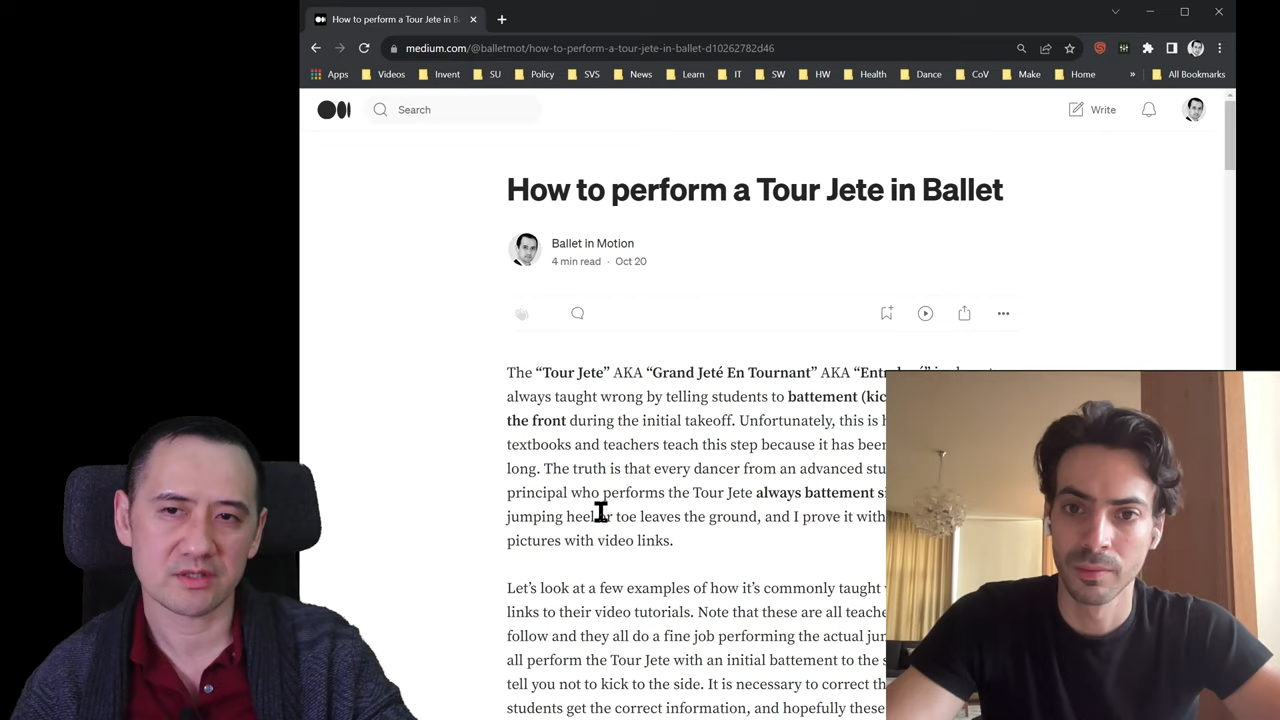 How to perform a Tour Jete in B
medium.com/@balletmot/how-to-perform-a-tour-jete-in-ballet-d10262782d46
Apps Videos Invent SU Policy SVS News Learn IT SW HW Health Dance CoV Make Home » All Bookmarks
Search Write
How to perform a Tour Jete in Ballet
Ballet in Motion
4 min read · Oct 20
The “Tour Jete” AKA “Grand Jeté En Tournant” AKA
always taught wrong by telling students to battement (kic
the front during the initial takeoff. Unfortunately, this is h
textbooks and teachers teach this step because it has been
long. The truth is that every dancer from an advanced stu
principal who performs the Tour Jete always battement si
jumping heel or toe leaves the ground, and I prove it with
pictures with video links.
Let’s look at a few examples of how it’s commonly taught
links to their video tutorials. Note that these are all teache
follow and they all do a fine job performing the actual jum
all perform the Tour Jete with an initial battement to the s
tell you not to kick to the side. It is necessary to correct th
students get the correct information, and hopefully these